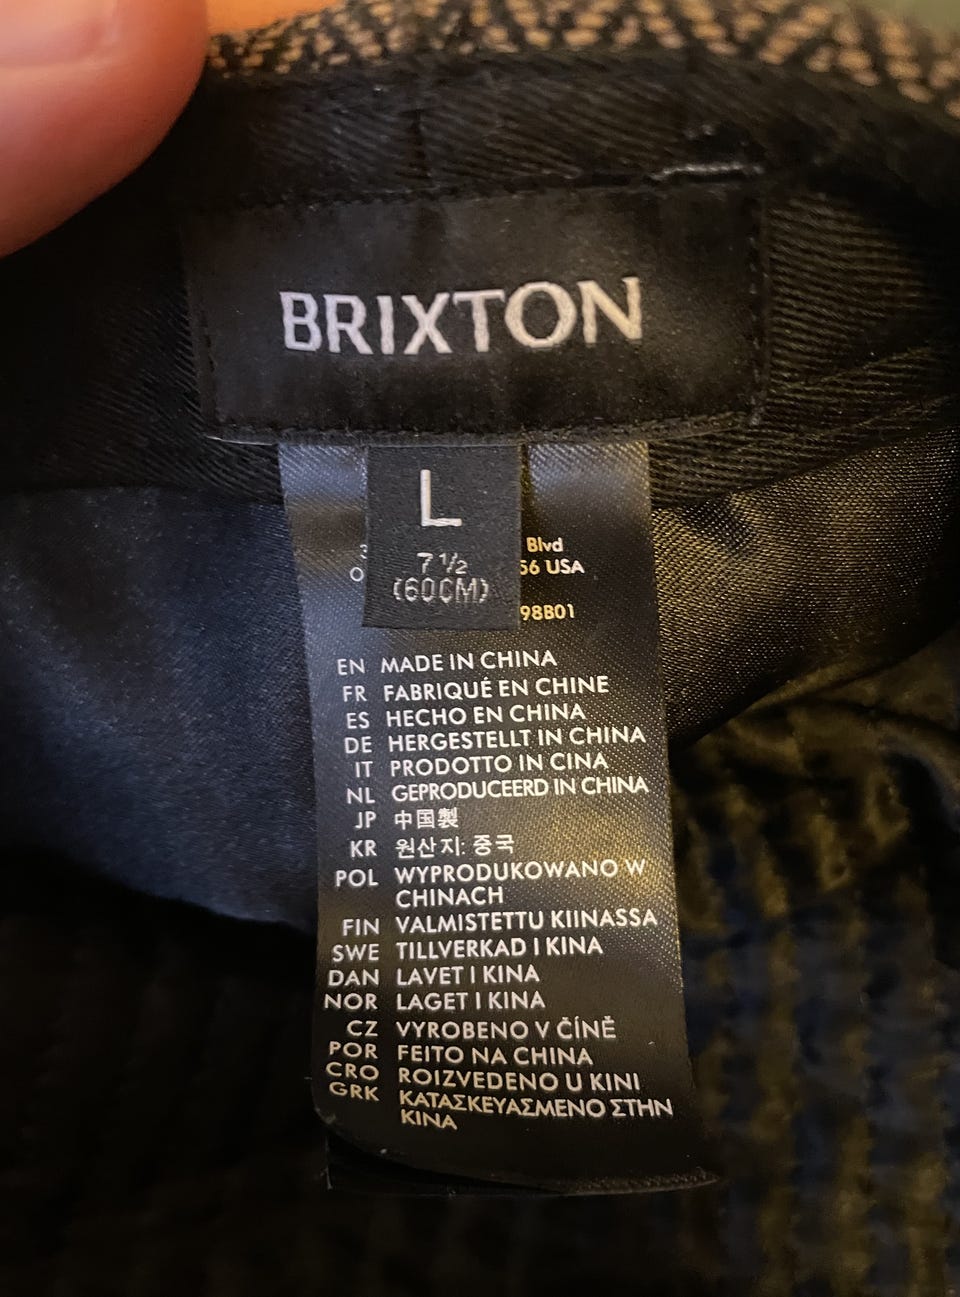 BRIXTON
L
7 1/2
(60CM)
Blvd
56 USA
98B01
EN MADE IN CHINA
FR FABRIQUÉ EN CHINE
ES HECHO EN CHINA
DE HERGESTELLT IN CHINA
IT PRODOTTO IN CINA
NL GEPRODUCEERD IN CHINA
JP 中国製
KR 원산지: 중국
POL WYPRODUKOWANO W
CHINACH
FIN VALMISTETTU KIINASSA
SWE TILLVERKAD I KINA
DAN LAVET I KINA
NOR LAGET I KINA
CZ VYROBENO V ČÍNĚ
POR FEITO NA CHINA
CRO ROIZVEDENO U KINI
GRK ΚΑΤΑΣΚΕΥΑΣΜΕΝΟ ΣΤΗΝ
ΚΙΝΑ